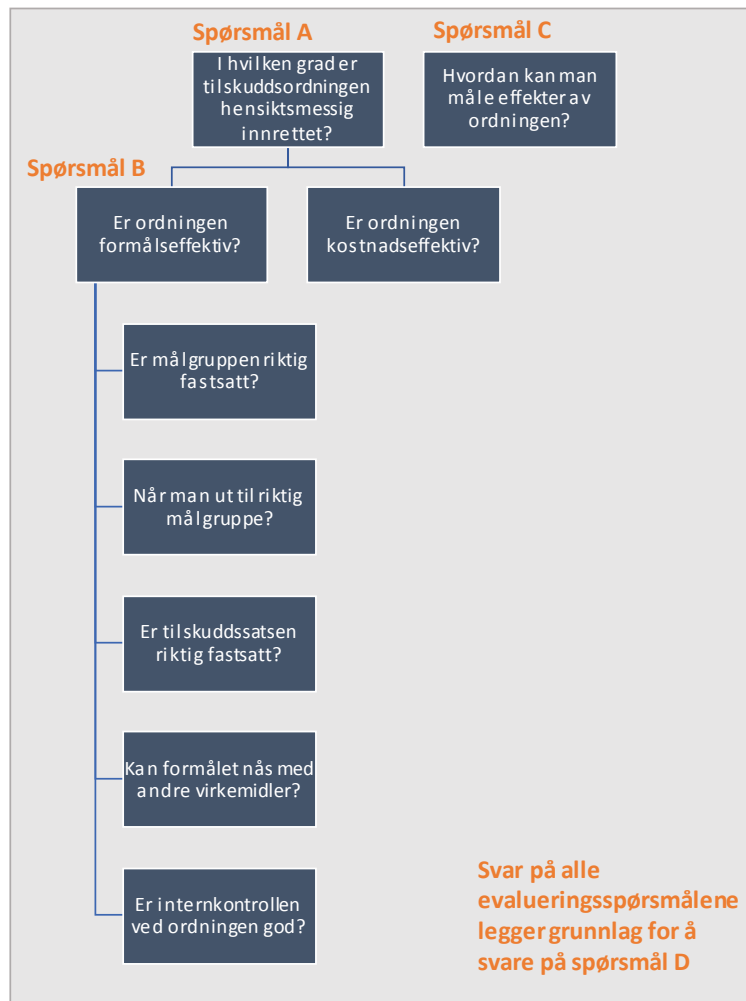 Spørsmål A
I hvilken grad er
tilskuddsordningen
hensiktsmessig
innrettet?
Spørsmål C
Hvordan kan man
måle effekter av
ordningen?
Spørsmål B
Er ordningen
formålseffektiv?
Er ordningen
kostnadseffektiv?
Er målgruppen riktig
fastsatt?
Når man ut til riktig
målgruppe?
Er tilskuddssatsen
riktig fastsatt?
Kan formålet nås med
andre virkemidler?
Er internkontrollen
ved ordningen god?
Svar på alle
evalueringsspørsmålene
legger grunnlag for å
svare på spørsmål D